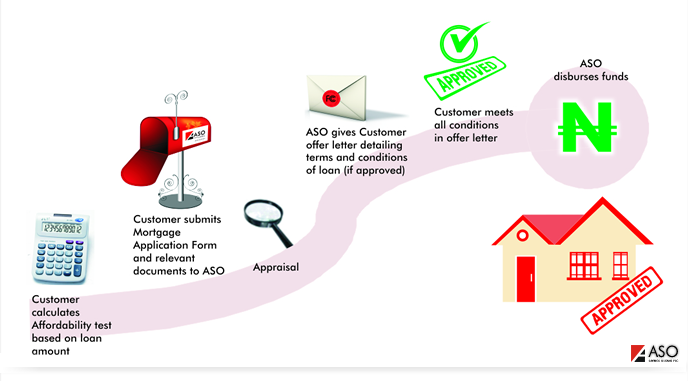 Customer
calculates
Affordability test
based on loan
amount
ASO
Customer submits
Mortgage
Application Form
and relevant
documents to ASO
Appraisal
ASO gives Customer
offer letter detailing
terms and conditions
of loan (if approved)
APPROVED
Customer meets
all conditions
in offer letter
ASO
disburses funds
₦
APPROVED
ASO